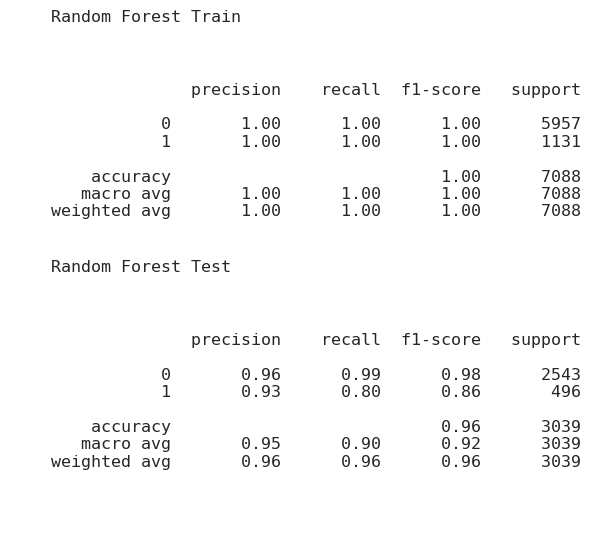 Random Forest Train
precision recall f1-score support
0 1.00 1.00 1.00 5957
1 1.00 1.00 1.00 1131
accuracy 1.00 7088
macro avg 1.00 1.00 1.00 7088
weighted avg 1.00 1.00 1.00 7088
Random Forest Test
precision recall f1-score support
0 0.96 0.99 0.98 2543
1 0.93 0.80 0.86 496
accuracy 0.96 3039
macro avg 0.95 0.90 0.92 3039
weighted avg 0.96 0.96 0.96 3039